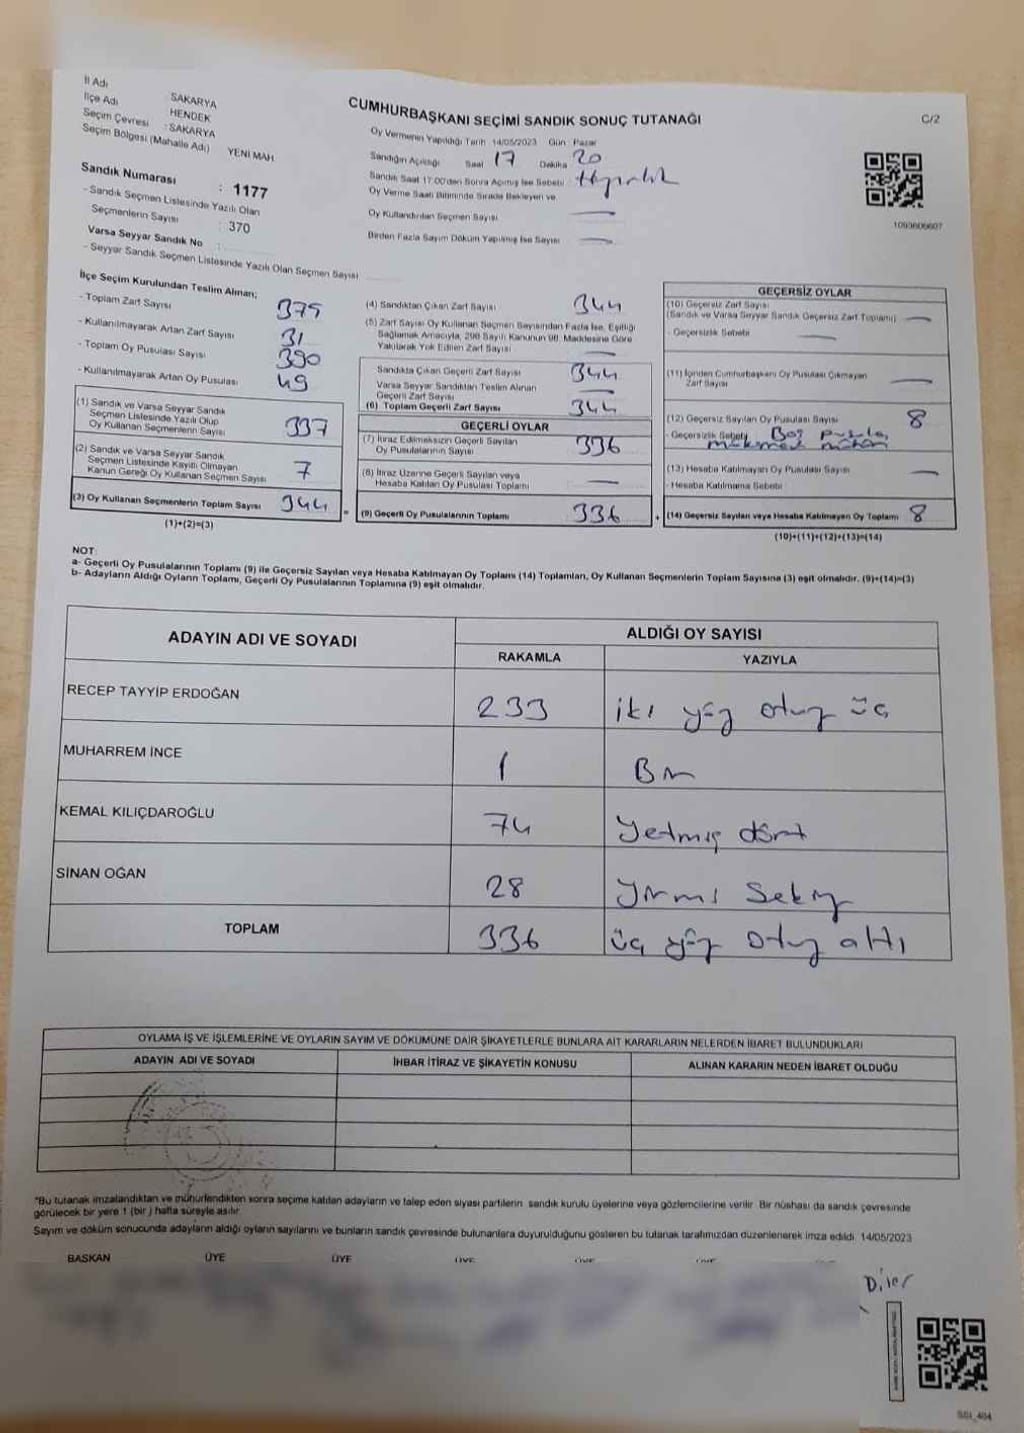 İl Adı
SAKARYA
İlçe Adı
HENDEK
Seçim Çevresi : SAKARYA
Seçim Bölgesi (Mahalle Adı) YENİ MAH.
Sandık Numarası : 1177
- Sandık Seçmen Listesinde Yazılı Olan
Seçmenlerin Sayısı : 370
Varsa Seyyar Sandık No :
- Seyyar Sandık Seçmen Listesinde Yazılı Olan Seçmen Sayısı
CUMHURBAŞKANI SEÇİMİ SANDIK SONUÇ TUTANAĞI
C/2
Oy Vermenin Yapıldığı Tarih 14/05/2023 Gün Pazar
Sandığın Açıldığı Saat 17 Dakika 20
Sandık Saat 17.00'den Sonra Açılmış İse Sebebi
Oy Verme Saati Bitiminde Sırada Bekleyen ve
Oy Kullandırılan Seçmen Sayısı —
Birden Fazla Sayım Döküm Yapılmış İse Sayısı —
1093606607
İlçe Seçim Kurulundan Teslim Alınan;
- Toplam Zarf Sayısı 375
- Kullanılmayarak Artan Zarf Sayısı 31
- Toplam Oy Pusulası Sayısı 390
- Kullanılmayarak Artan Oy Pusulası 49
(1) Sandık ve Varsa Seyyar Sandık
Seçmen Listesinde Yazılı Olup
Oy Kullanan Seçmenlerin Sayısı 337
(2) Sandık ve Varsa Seyyar Sandık
Seçmen Listesinde Kayıtlı Olmayan
Kanun Gereği Oy Kullanan Seçmen Sayısı 7
(3) Oy Kullanan Seçmenlerin Toplam Sayısı 344
(1)+(2)=(3)
=
(4) Sandıktan Çıkan Zarf Sayısı 344
(5) Zarf Sayısı Oy Kullanan Seçmen Sayısından Fazla İse, Eşitliği
Sağlamak Amacıyla, 298 Sayılı Kanunun 98. Maddesine Göre
Yakılarak Yok Edilen Zarf Sayısı —
Sandıkta Çıkan Geçerli Zarf Sayısı 344
Varsa Seyyar Sandıktan Teslim Alınan
Geçerli Zarf Sayısı —
(6) Toplam Geçerli Zarf Sayısı 344
GEÇERLİ OYLAR
(7) İtiraz Edilmeksizin Geçerli Sayılan
Oy Pusulalarının Sayısı 336
(8) İtiraz Üzerine Geçerli Sayılan veya
Hesaba Katılan Oy Pusulası Toplamı —
(9) Geçerli Oy Pusulalarının Toplamı 336
+
GEÇERSİZ OYLAR
(10) Geçersiz Zarf Sayısı
(Sandık ve Varsa Seyyar Sandık Geçersiz Zarf Toplamı) —
- Geçersizlik Sebebi —
(11) İçinden Cumhurbaşkanı Oy Pusulası Çıkmayan
Zarf Sayısı —
(12) Geçersiz Sayılan Oy Pusulası Sayısı 8
- Geçersizlik Sebebi Boş pusula,
mükerrer mühür
(13) Hesaba Katılmayan Oy Pusulası Sayısı —
- Hesaba Katılmama Sebebi
(14) Geçersiz Sayılan veya Hesaba Katılmayan Oy Toplamı 8
(10)+(11)+(12)+(13)=(14)
NOT:
a- Geçerli Oy Pusulalarının Toplamı (9) ile Geçersiz Sayılan veya Hesaba Katılmayan Oy Toplamı (14) Toplamları, Oy Kullanan Seçmenlerin Toplam Sayısına (3) eşit olmalıdır. (9)+(14)=(3)
b- Adayların Aldığı Oyların Toplamı, Geçerli Oy Pusulalarının Toplamına (9) eşit olmalıdır.
ADAYIN ADI VE SOYADI
ALDIĞI OY SAYISI
RAKAMLA YAZIYLA
RECEP TAYYİP ERDOĞAN 233 iki yüz otuz üç
MUHARREM İNCE 1 Bir
KEMAL KILIÇDAROĞLU 74 Yetmiş dört
SİNAN OĞAN 28 Yirmi Sekiz
TOPLAM 336 üç yüz otuz altı
OYLAMA İŞ VE İŞLEMLERİNE VE OYLARIN SAYIM VE DÖKÜMÜNE DAİR ŞİKAYETLERLE BUNLARA AİT KARARLARIN NELERDEN İBARET BULUNDUKLARI
ADAYIN ADI VE SOYADI İHBAR İTİRAZ VE ŞİKAYETİN KONUSU ALINAN KARARIN NEDEN İBARET OLDUĞU
*Bu tutanak imzalandıktan ve mühürlendikten sonra seçime katılan adayların ve talep eden siyasi partilerin sandık kurulu üyelerine veya gözlemcilerine verilir. Bir nüshası da sandık çevresinde
görülecek bir yere 1 (bir) hafta süreyle asılır.
Sayım ve döküm sonucunda adayların aldığı oyların sayılarını ve bunların sandık çevresinde bulunanlara duyurulduğunu gösteren bu tutanak tarafımızdan düzenlenerek imza edildi. 14/05/2023
BAŞKAN ÜYE ÜYE ÜYE ÜYE ÜYE